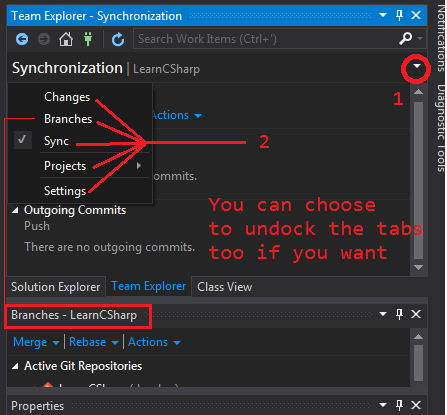 Team Explorer - Synchronization
Search Work Items (Ctrl+')
Synchronization | LearnCSharp
1
Changes
Branches
Actions
Sync
2
Projects
commits.
Settings
Outgoing Commits
Push
There are no outgoing commits.
You can choose
to undock the tabs
too if you want
Solution Explorer Team Explorer Class View
Branches - LearnCSharp
Merge Rebase Actions
Active Git Repositories
Properties
Notifications
Diagnostic Tools